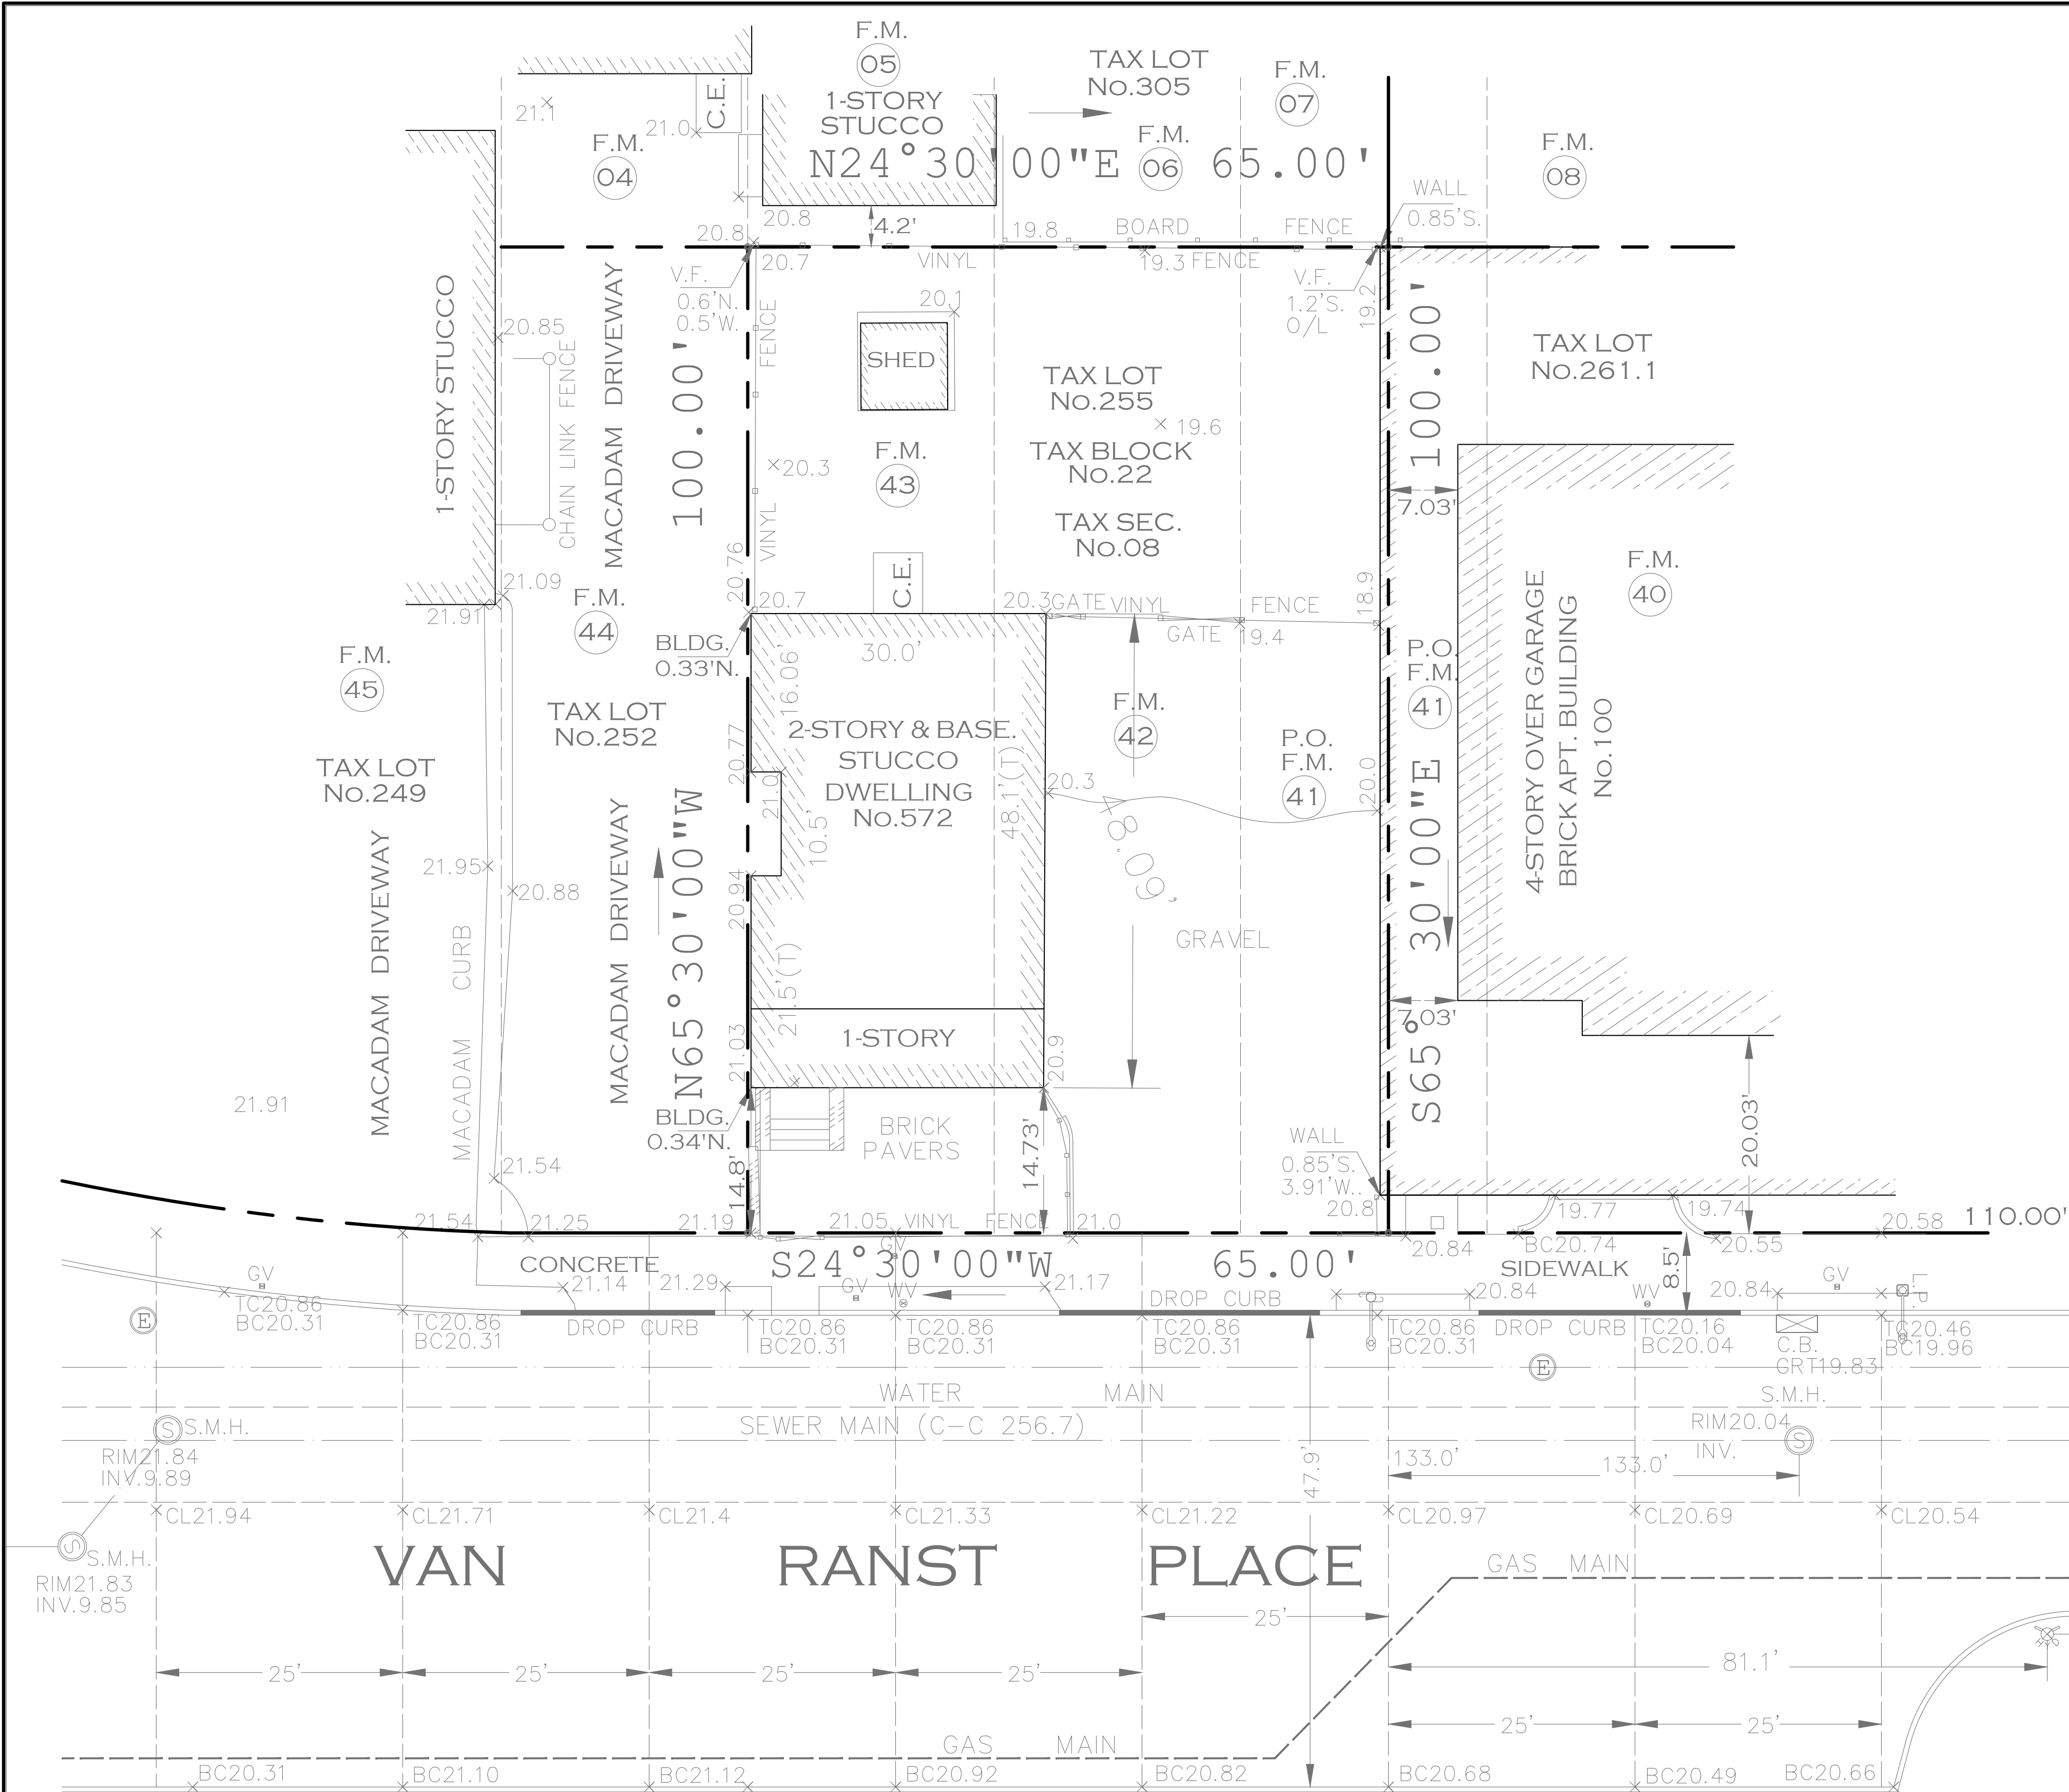 F.M.
05
1-STORY
STUCCO
TAX LOT
No.305
F.M.
07
F.M.
06
F.M.
08
C.E.
21.1
21.0
F.M.
04
N24°30'00"E 65.00'
WALL
0.85'S.
20.8
20.8
4.2'
19.8
BOARD FENCE
20.7
VINYL
19.3
FENCE
V.F.
0.6'N.
0.5'W.
V.F.
1.2'S.
O/L
19.2
20.1
SHED
FENCE
VINYL
1-STORY STUCCO
20.85
CHAIN LINK FENCE
MACADAM DRIVEWAY
100.00'
100.00'
TAX LOT
No.261.1
TAX LOT
No.255
19.6
TAX BLOCK
No.22
TAX SEC.
No.08
F.M.
43
20.3
7.03'
C.E.
20.76
20.7
20.3
GATE
VINYL
FENCE
GATE
19.4
18.9
21.09
21.91
F.M.
44
F.M.
45
BLDG.
0.33'N.
30.0'
16.06'
TAX LOT
No.252
TAX LOT
No.249
20.77
21.0
2-STORY & BASE.
STUCCO
DWELLING
No.572
10.5'
48.1'(T)
20.3
48.09'
F.M.
42
P.O.
F.M.
41
20.0
P.O.
F.M.
41
F.M.
40
4-STORY OVER GARAGE
BRICK APT. BUILDING
No.100
MACADAM DRIVEWAY
MACADAM CURB
21.95
20.88
MACADAM DRIVEWAY
N65°30'00"W
20.94
21.5'(T)
21.03
1-STORY
20.9
GRAVEL
S65°30'00"E
7.03'
20.03'
21.91
BLDG.
0.34'N.
14.8'
BRICK
PAVERS
14.73'
WALL
0.85'S.
3.91'W..
21.54
21.54
21.25
21.19
21.05
VINYL FENCE
21.0
20.8
19.77
19.74
20.58
110.00'
20.84
BC20.74
20.55
GV
CONCRETE
S24°30'00"W 65.00'
SIDEWALK
8.5'
GV
21.14
21.29
GV
WV
21.17
DROP CURB
20.84
WV
20.84
GV
L.P.
E
TC20.86
BC20.31
TC20.86
BC20.31
DROP CURB
TC20.86
BC20.31
TC20.86
BC20.31
TC20.86
BC20.31
TC20.86
BC20.31
DROP CURB
TC20.16
BC20.04
C.B.
GRT19.83
TC20.46
BC19.96
E
WATER MAIN
SEWER MAIN (C-C 256.7)
S
S.M.H.
RIM21.84
INV.9.89
47.9'
133.0'
133.0'
S.M.H.
RIM20.04
INV.
S
CL21.94
CL21.71
CL21.4
CL21.33
CL21.22
CL20.97
CL20.69
CL20.54
S
S.M.H.
RIM21.83
INV.9.85
VAN RANST PLACE
GAS MAIN
25'
25'
25'
25'
25'
81.1'
25'
25'
GAS MAIN
BC20.31
BC21.10
BC21.12
BC20.92
BC20.82
BC20.68
BC20.49
BC20.66